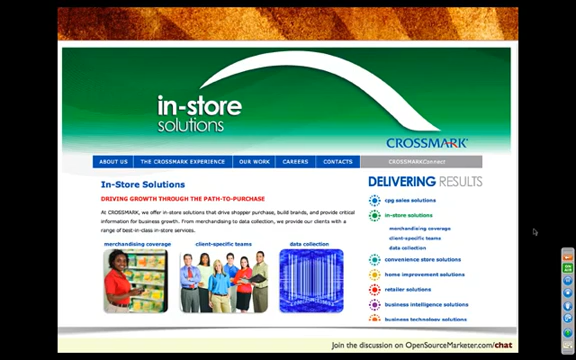 in-store
solutions
CROSSMARK
ABOUT US THE CROSSMARK EXPERIENCE OUR WORK CAREERS CONTACTS CROSSMARKConnect
In-Store Solutions
DRIVING GROWTH THROUGH THE PATH-TO-PURCHASE
At CROSSMARK, we offer in-store solutions that drive shopper purchase, build brands, and provide critical
information for business growth. From merchandising to data collection, we provide our clients with a
range of best-in-class in-store services.
merchandising coverage client-specific teams data collection
DELIVERING RESULTS
cpg sales solutions
in-store solutions
merchandising coverage
client-specific teams
data collection
convenience store solutions
home improvement solutions
retailer solutions
business intelligence solutions
business technology solutions
Join the discussion on OpenSourceMarketer.com/chat